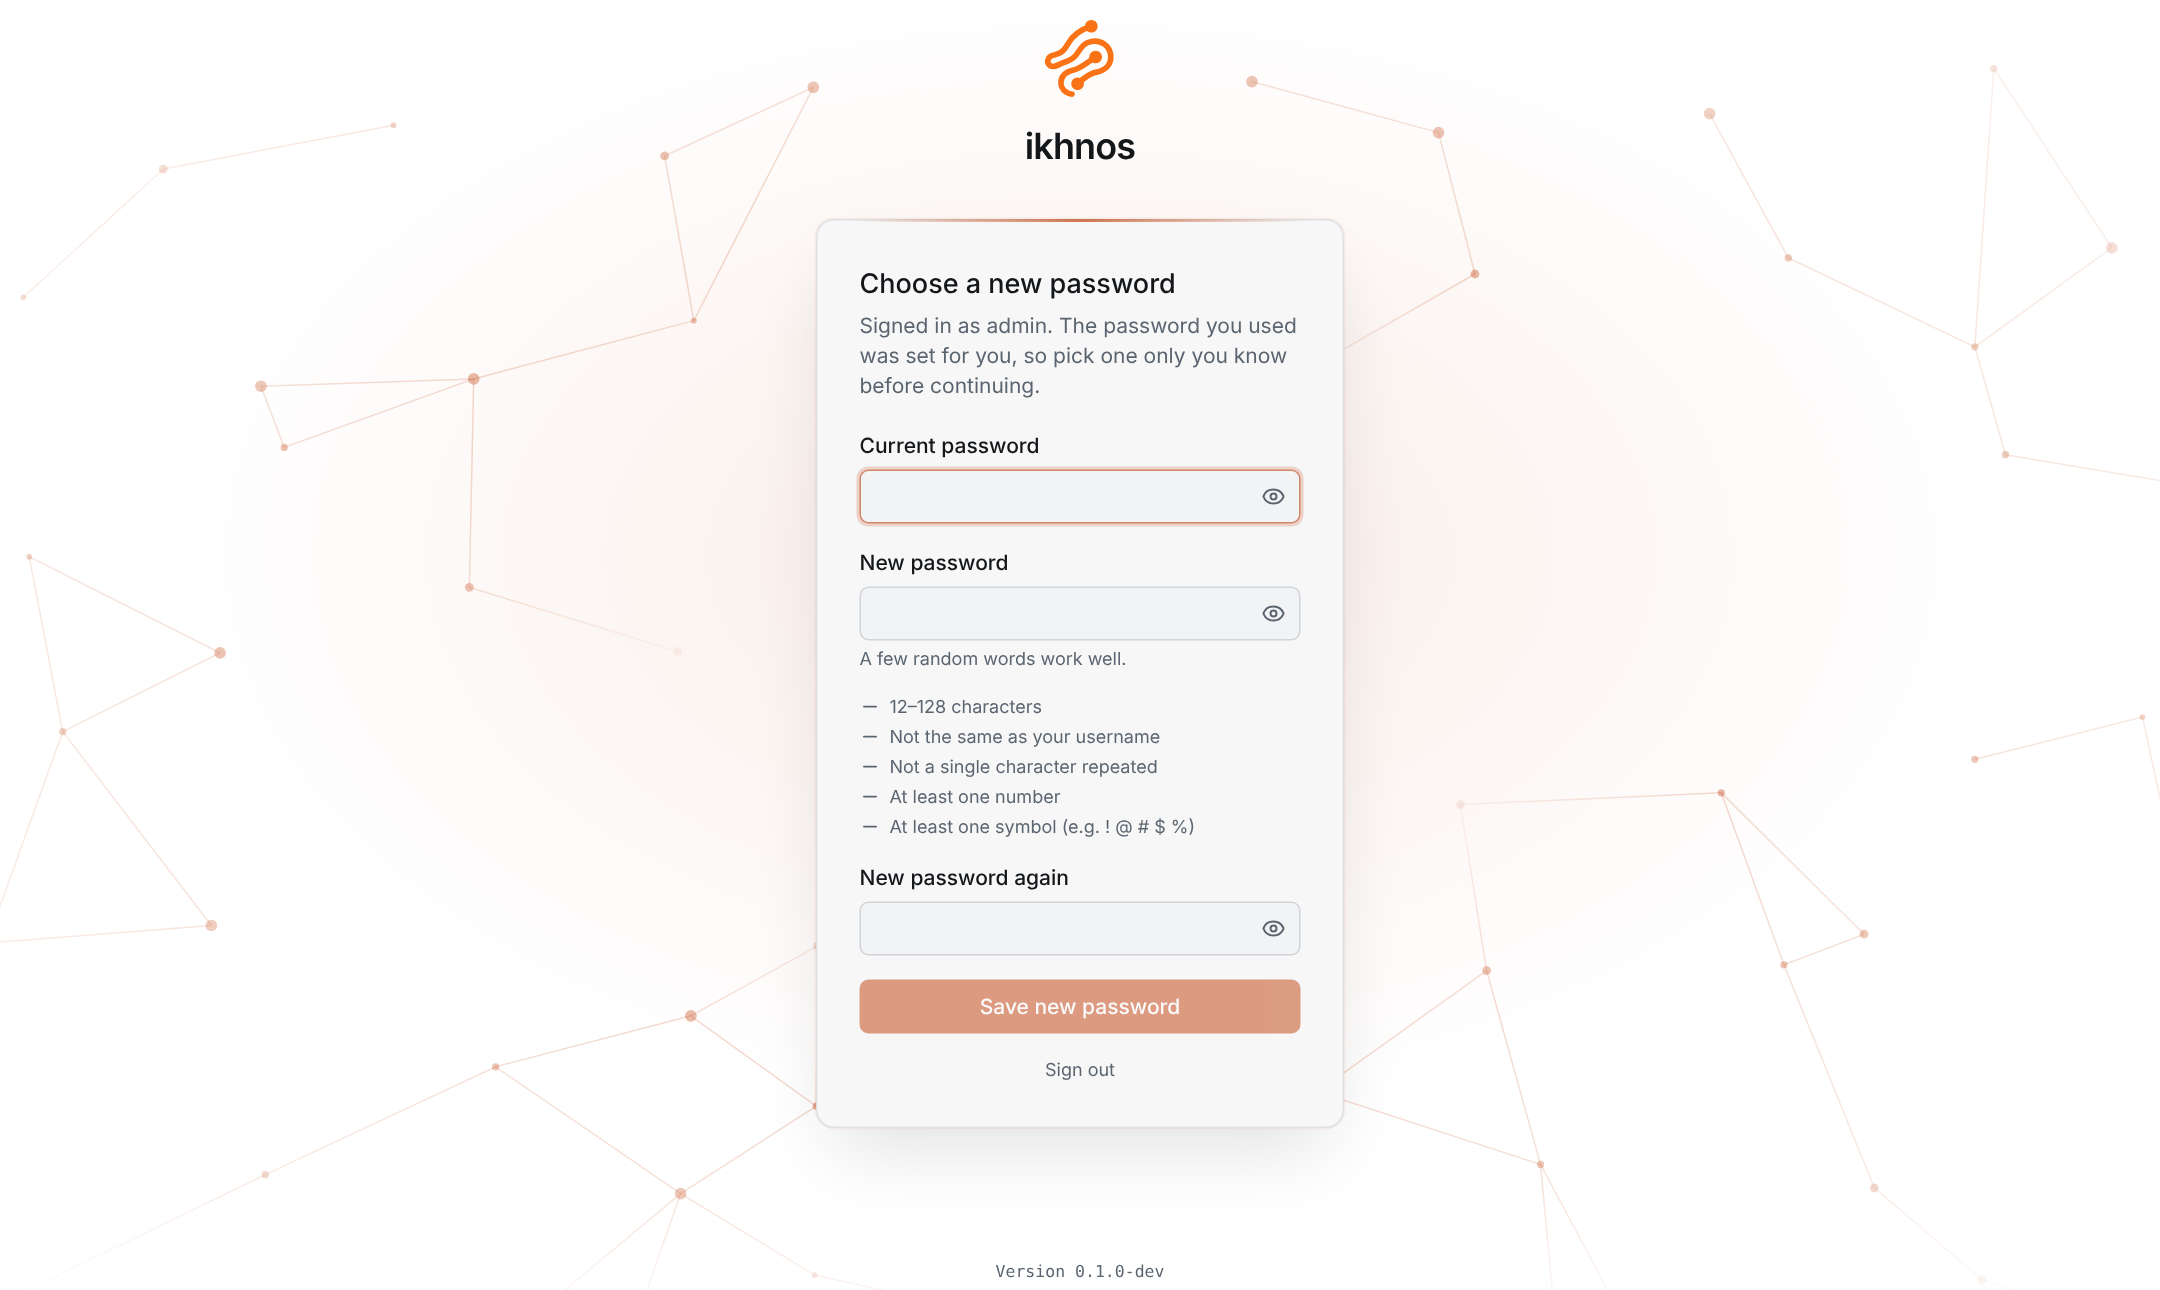 ikhnos
Choose a new password
Signed in as admin. The password you used
was set for you, so pick one only you know
before continuing.
Current password
New password
A few random words work well.
— 12–128 characters
— Not the same as your username
— Not a single character repeated
— At least one number
— At least one symbol (e.g. ! @ # $ %)
New password again
Save new password
Sign out
Version 0.1.0-dev